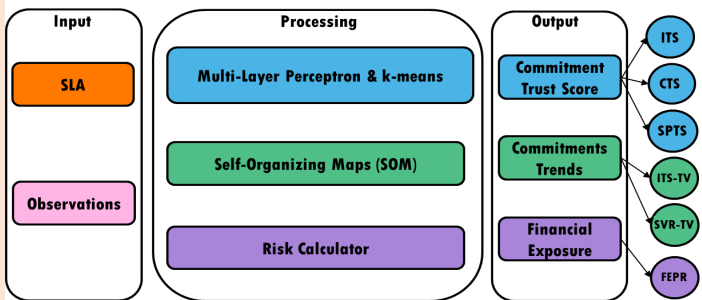 Input
SLA
Observations
Processing
Multi-Layer Perceptron & k-means
Self-Organizing Maps (SOM)
Risk Calculator
Output
Commitment
Trust Score
Commitments
Trends
Financial
Exposure
ITS
CTS
SPTS
ITS-TV
SVR-TV
FEPR